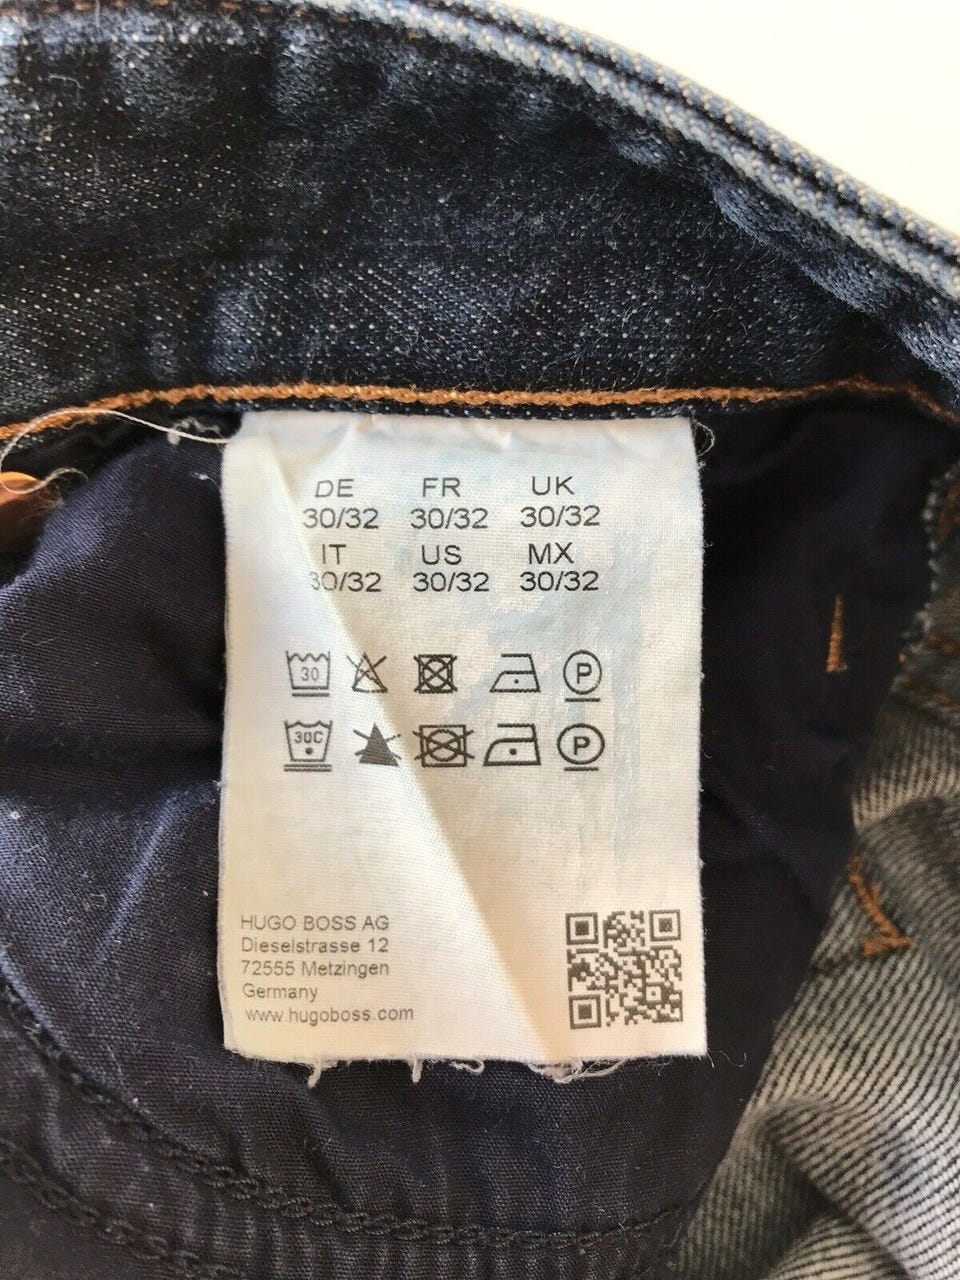 DE FR UK
30/32 30/32 30/32
IT US MX
30/32 30/32 30/32
30 P
30C P
HUGO BOSS AG
Dieselstrasse 12
72555 Metzingen
Germany
www.hugoboss.com